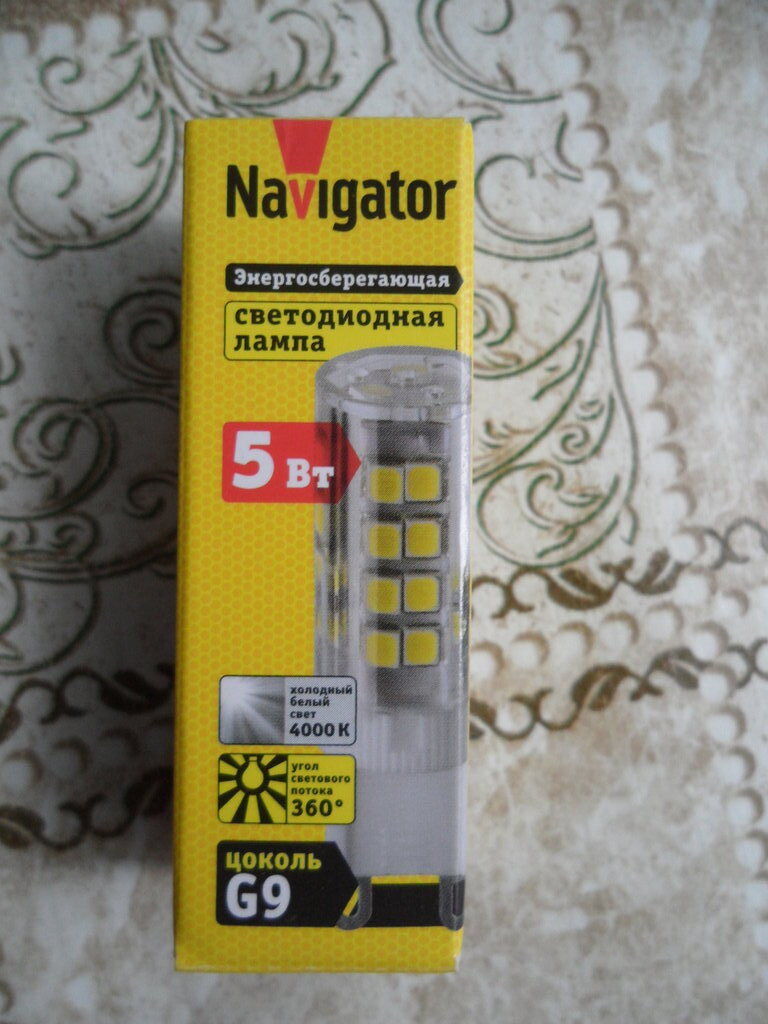 Navigator
Энергосберегающая
светодиодная
лампа
5 Вт
холодный
белый
свет
4000 K
угол
светового
потока
360°
цоколь
G9